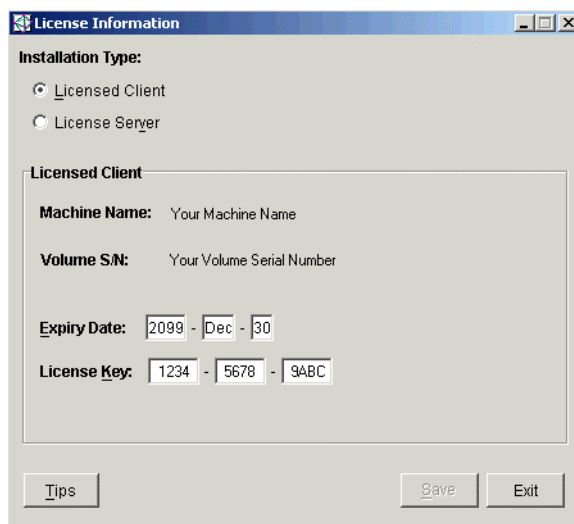 License Information
Installation Type:
Licensed Client
License Server
Licensed Client
Machine Name: Your Machine Name
Volume S/N: Your Volume Serial Number
Expiry Date: 2099 - Dec - 30
License Key: 1234 - 5678 - 9ABC
Tips Save Exit